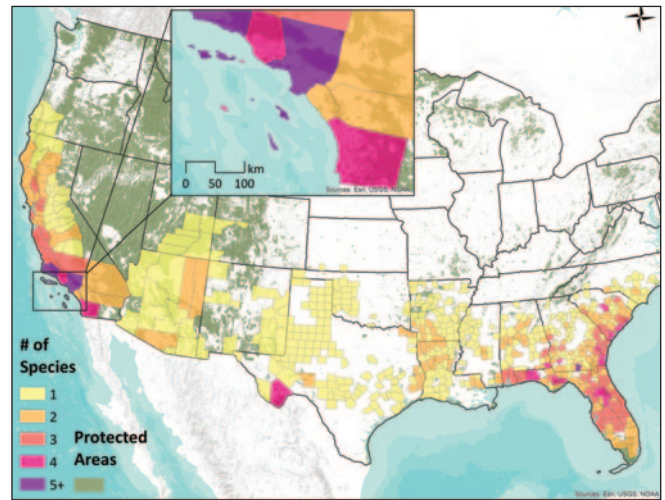 0 50 100 km
Sources: Esri, USGS, NOAA
# of
Species
1
2
3 Protected
4 Areas
5+
Sources: Esri, USGS, NOAA